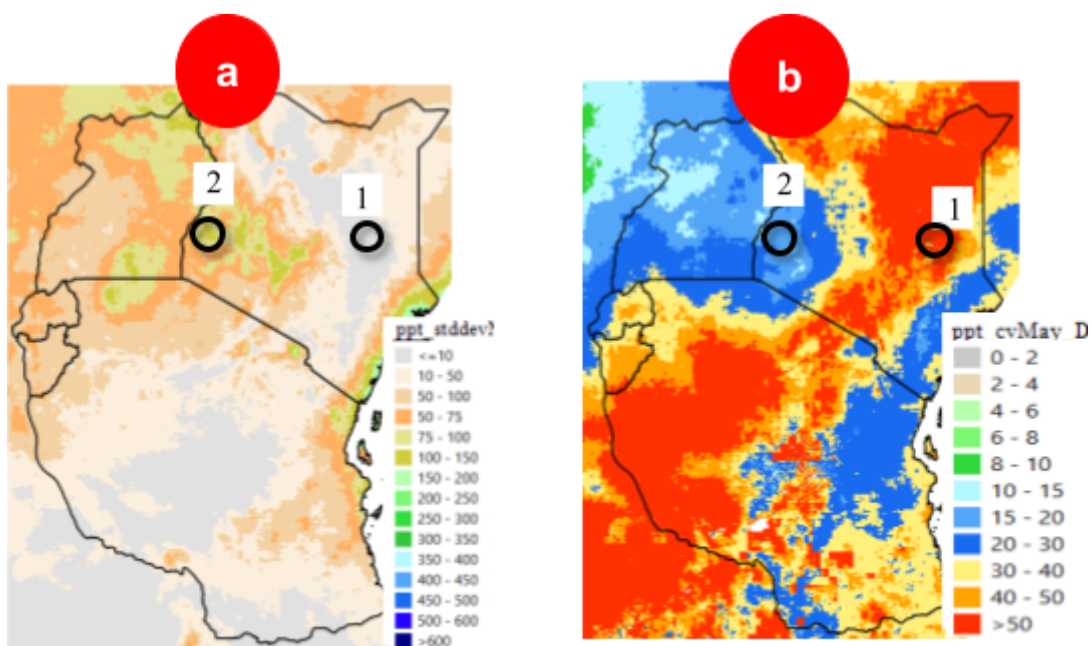 a
b
2
1
2
1
ppt_stddevM
<=10
10 - 50
50 - 100
50 - 75
75 - 100
100 - 150
150 - 200
200 - 250
250 - 300
300 - 350
350 - 400
400 - 450
450 - 500
500 - 600
>600
ppt_cvMay_D
0 - 2
2 - 4
4 - 6
6 - 8
8 - 10
10 - 15
15 - 20
20 - 30
30 - 40
40 - 50
>50